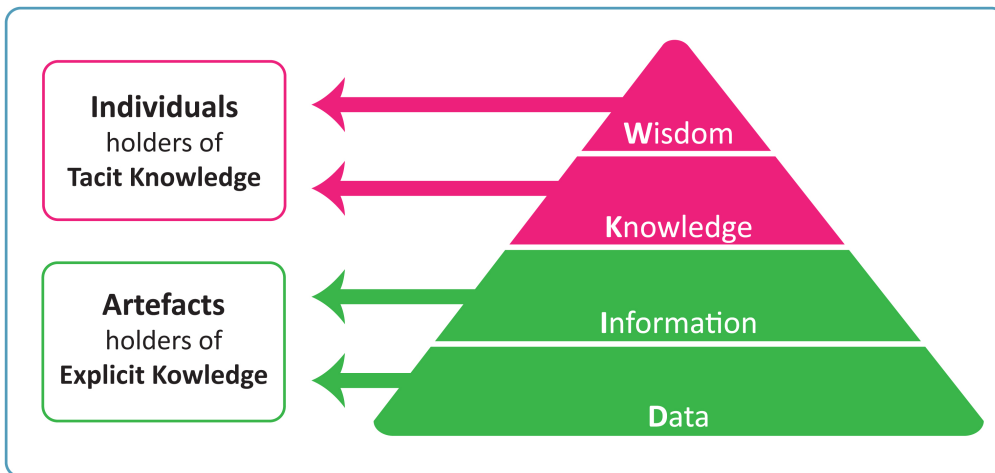 Individuals
holders of
Tacit Knowledge
Artefacts
holders of
Explicit Kowledge
Wisdom
Knowledge
Information
Data